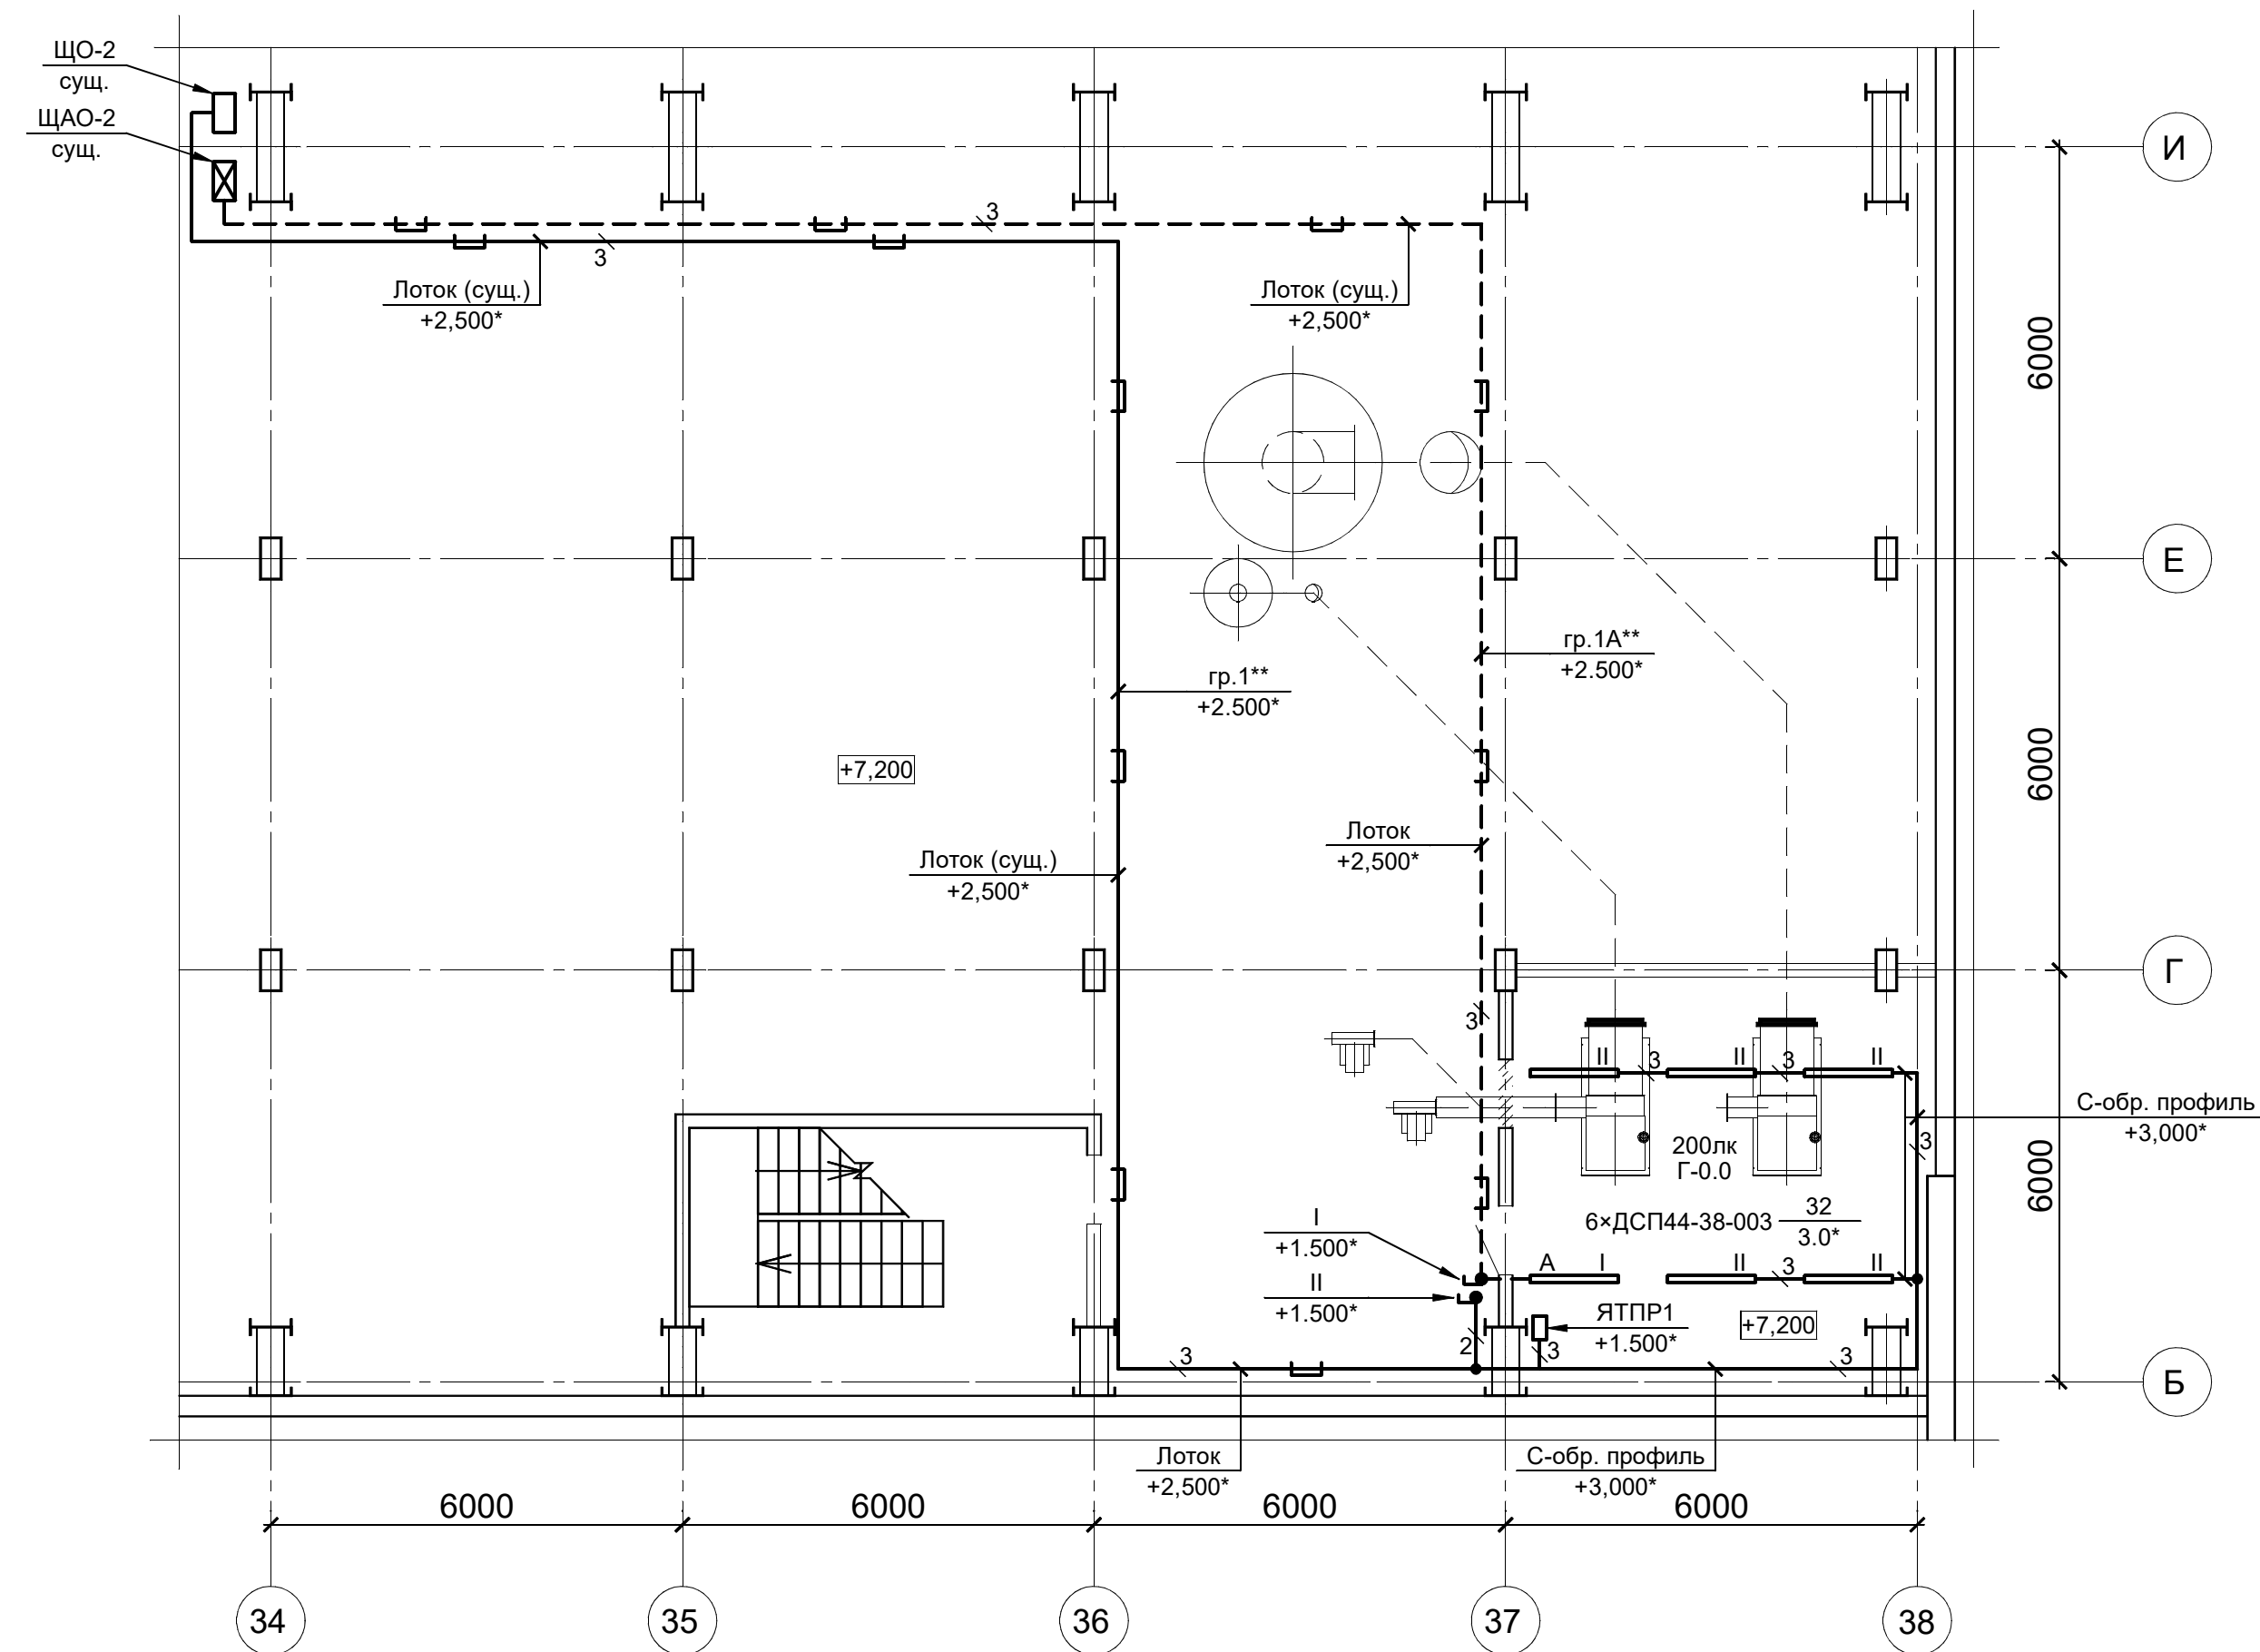 ЩО-2
сущ.
ЩАО-2
сущ.
И
3
3
Лоток (сущ.)
+2,500*
Лоток (сущ.)
+2,500*
6000
Е
гр.1А**
+2.500*
гр.1**
+2.500*
+7,200
6000
Лоток
+2,500*
Лоток (сущ.)
+2,500*
Г
3
II
3
II
3
II
С-обр. профиль
+3,000*
3
200лк
Г-0.0
6000
6×ДСП44-38-003
32
3.0*
I
+1.500*
А
I
II
3
II
II
+1.500*
ЯТПР1
+1.500*
+7,200
2
3
3
3
Б
Лоток
+2,500*
С-обр. профиль
+3,000*
6000
6000
6000
6000
34
35
36
37
38